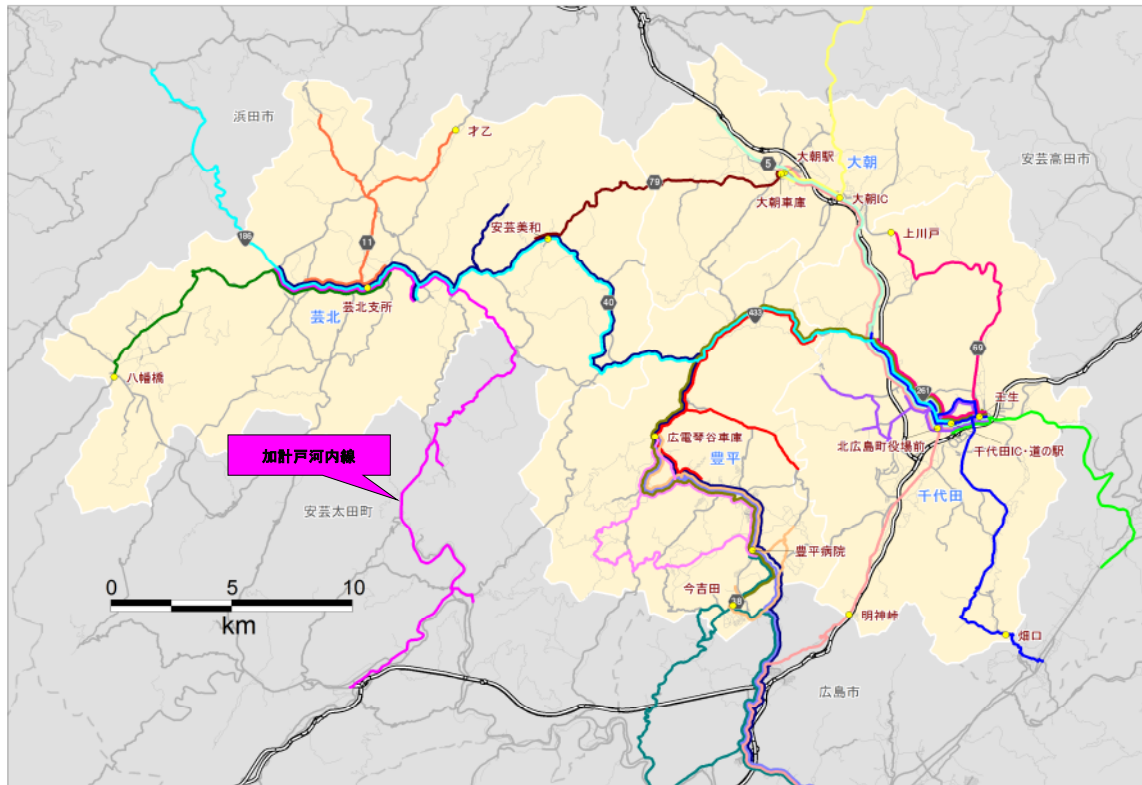 浜田市
才乙
大朝駅
大朝
安芸高田市
5
79
大朝車庫
大朝IC
安芸美和
上川戸
186
11
芸北支所
芸北
40
433
69
八幡橋
261
壬生
広電琴谷車庫
北広島町役場前
豊平
千代田IC・道の駅
加計戸河内線
千代田
安芸太田町
豊平病院
0 5 10
km
今吉田
18
明神峠
畑口
広島市